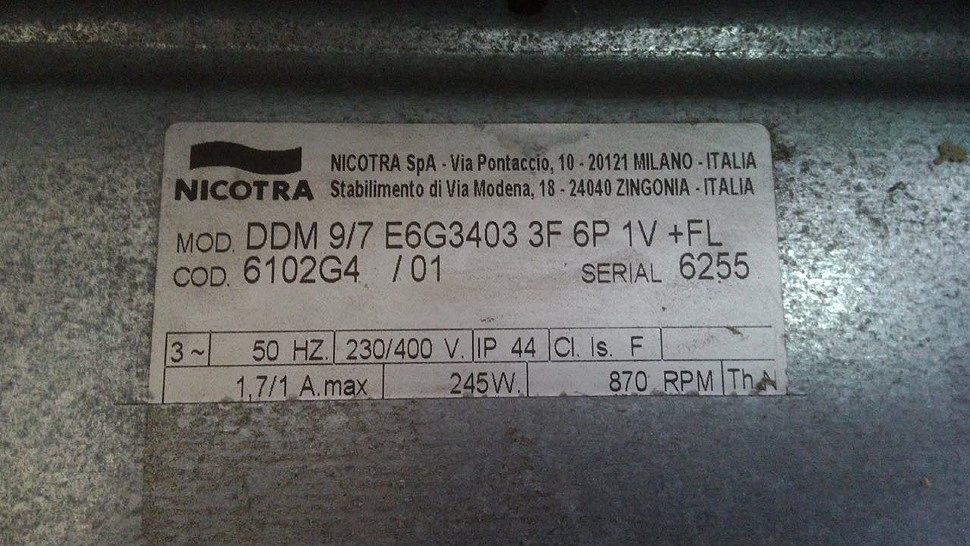 NICOTRA
NICOTRA SpA - Via Pontaccio, 10 - 20121 MILANO - ITALIA
Stabilimento di Via Modena, 18 - 24040 ZINGONIA - ITALIA
MOD. DDM 9/7 E6G3403 3F 6P 1V +FL
COD. 6102G4 /01 SERIAL 6255
3~ 50 HZ. 230/400 V. IP 44 Cl. Is. F
1,7/1 A.max 245W. 870 RPM Th.